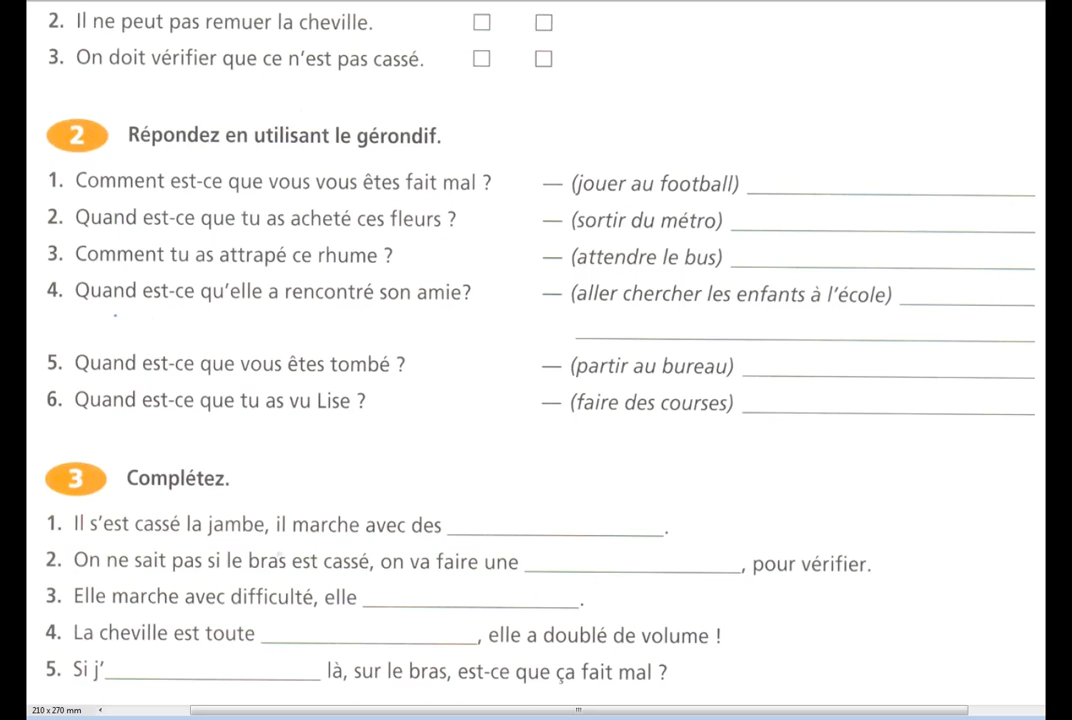 2. Il ne peut pas remuer la cheville.
3. On doit vérifier que ce n'est pas cassé.
2 Répondez en utilisant le gérondif.
1. Comment est-ce que vous vous êtes fait mal ? — (jouer au football)
2. Quand est-ce que tu as acheté ces fleurs ? — (sortir du métro)
3. Comment tu as attrapé ce rhume ? — (attendre le bus)
4. Quand est-ce qu'elle a rencontré son amie? — (aller chercher les enfants à l'école)
5. Quand est-ce que vous êtes tombé ? — (partir au bureau)
6. Quand est-ce que tu as vu Lise ? — (faire des courses)
3 Complétez.
1. Il s'est cassé la jambe, il marche avec des ____________________.
2. On ne sait pas si le bras est cassé, on va faire une ____________________, pour vérifier.
3. Elle marche avec difficulté, elle ____________________.
4. La cheville est toute ____________________, elle a doublé de volume !
5. Si j'____________________ là, sur le bras, est-ce que ça fait mal ?
210 x 270 mm